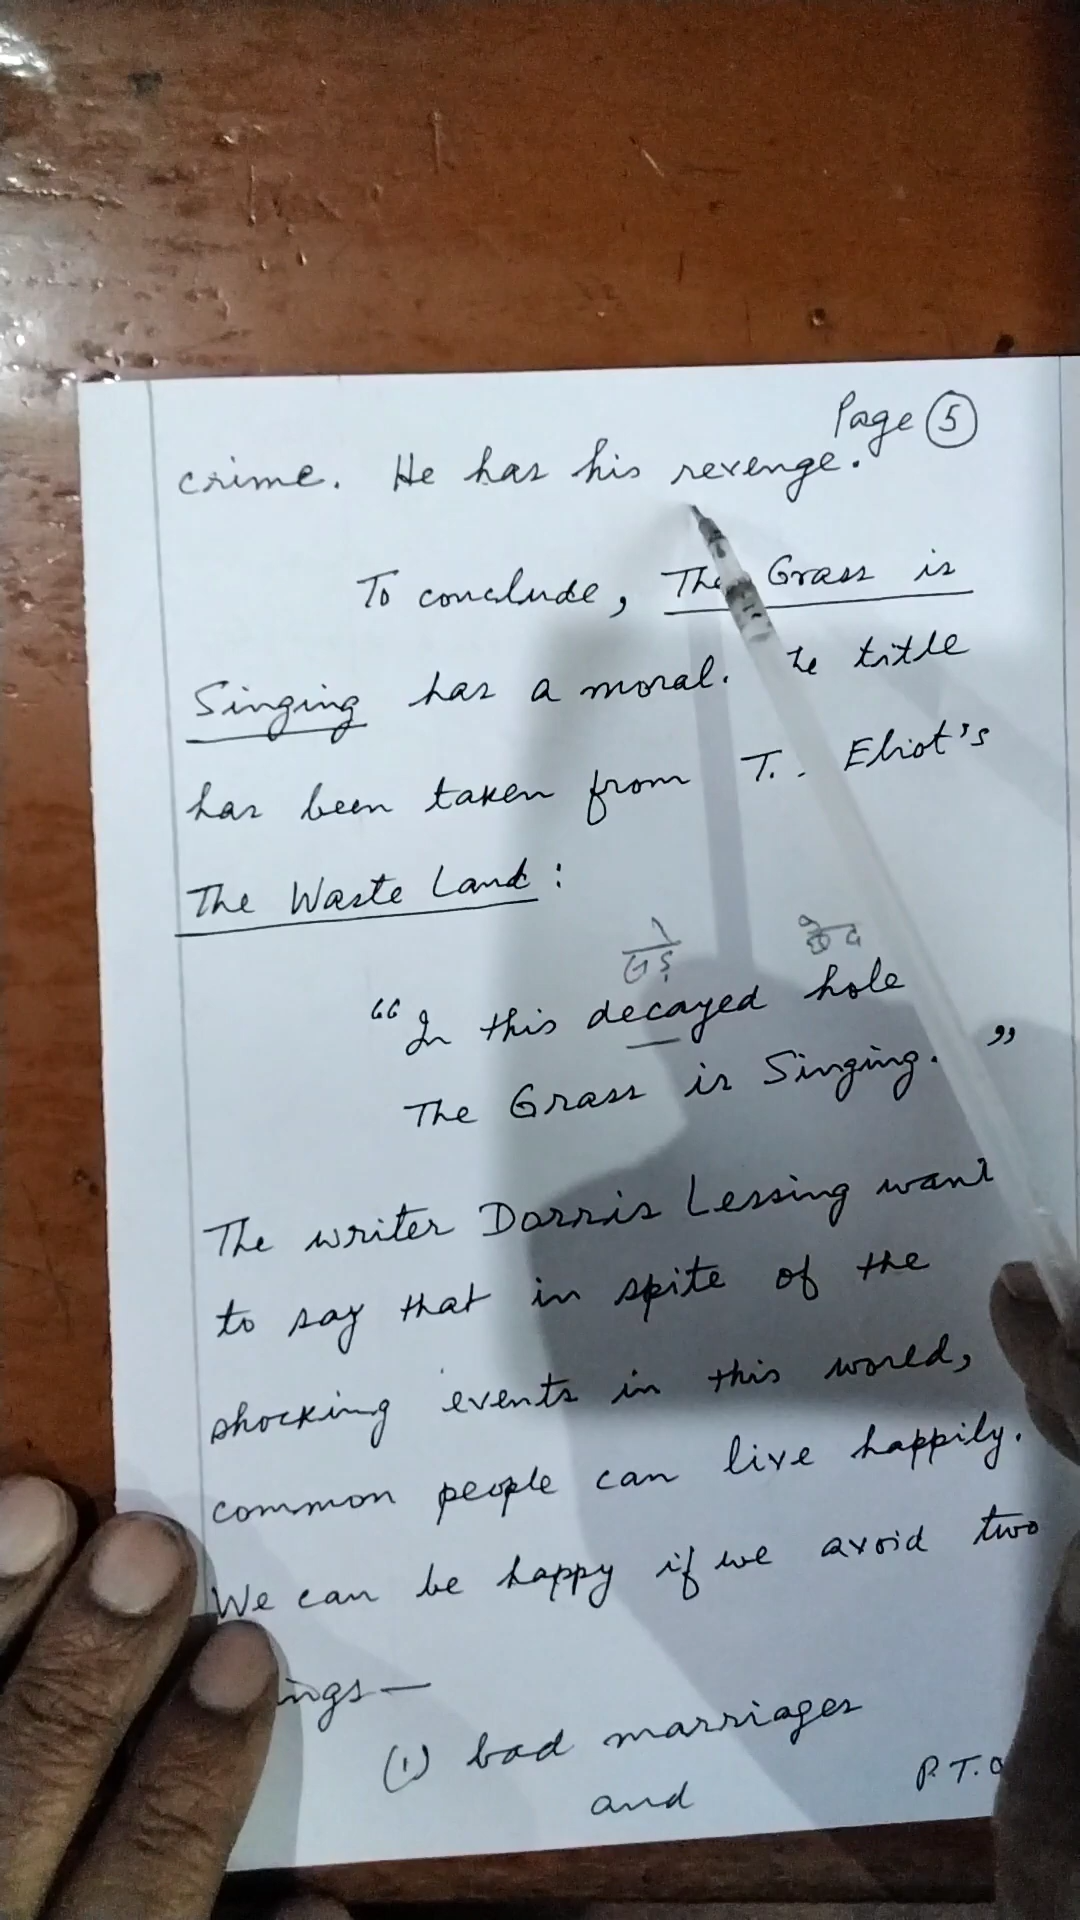 Page 5
crime. He has his revenge.
To conclude, The Grass is
Singing has a moral. title
has been taken from T. Eliot's
The Waste Land :
"In this decayed hole
The Grass is Singing. "
The writer Dorris Lessing want
to say that in spite of the
shocking events in this world,
common people can live happily.
We can be happy if we avoid two
ings —
(1) bad marriages
and
P.T.O